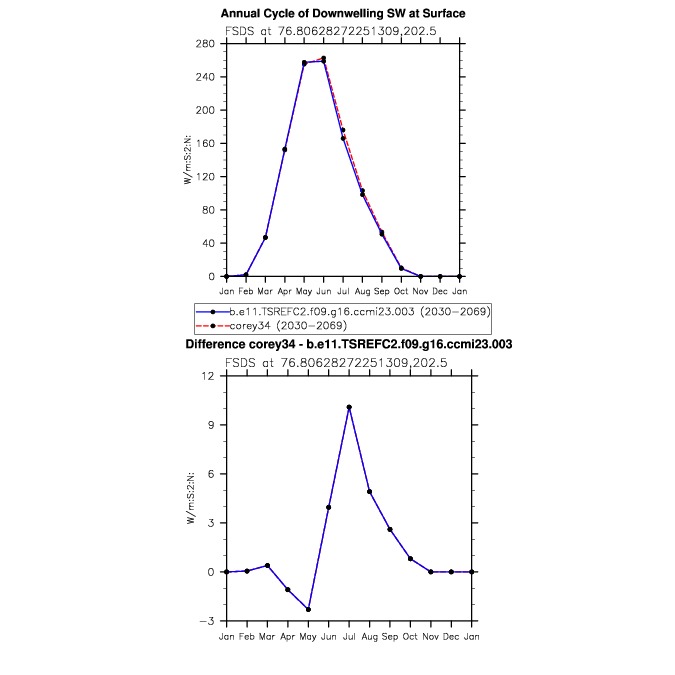 Annual Cycle of Downwelling SW at Surface
FSDS at 76.80628272251309,202.5
280
240
200
160
120
80
40
0
W/m:S:2:N:
Jan Feb Mar Apr May Jun Jul Aug Sep Oct Nov Dec Jan
b.e11.TSREFC2.f09.g16.ccmi23.003 (2030-2069)
corey34 (2030-2069)
Difference corey34 - b.e11.TSREFC2.f09.g16.ccmi23.003
FSDS at 76.80628272251309,202.5
12
9
6
3
0
-3
W/m:S:2:N:
Jan Feb Mar Apr May Jun Jul Aug Sep Oct Nov Dec Jan